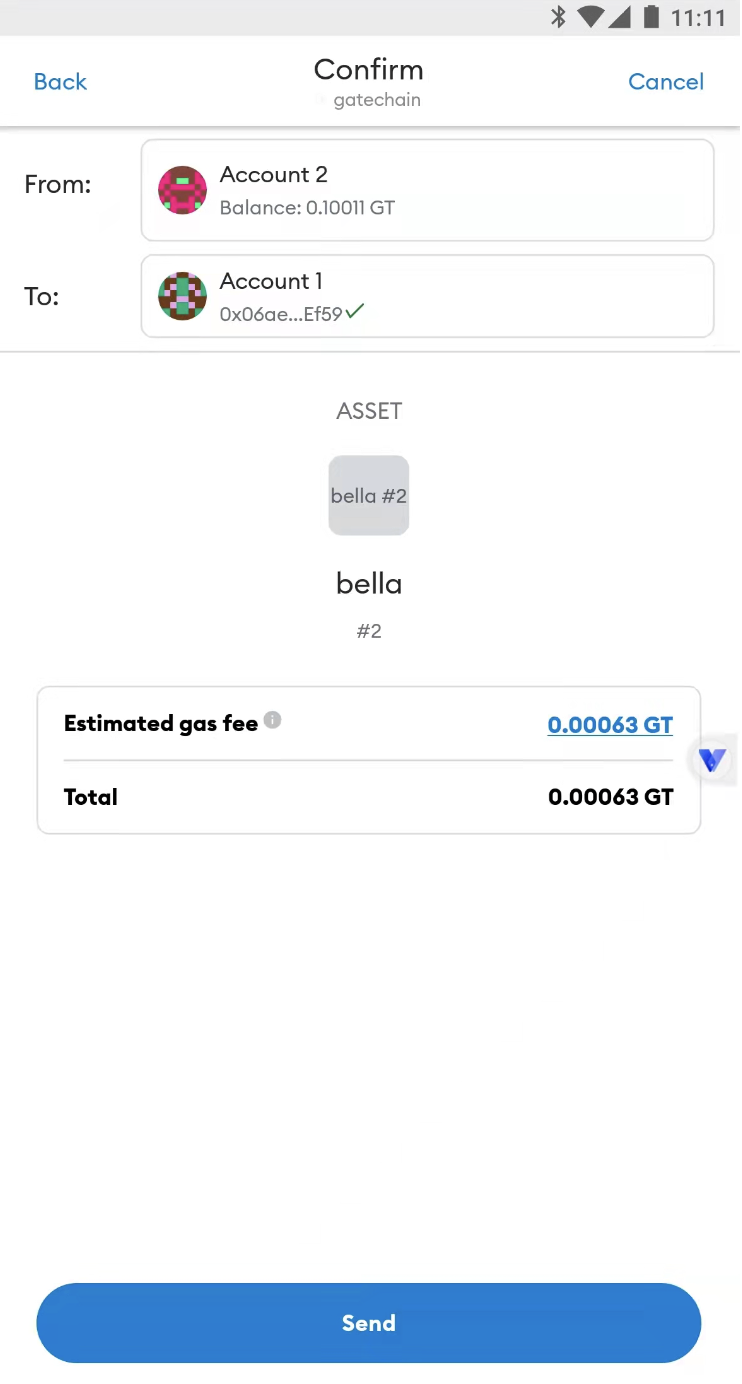 11:11
Back
Confirm
Cancel
gatechain
From:
Account 2
Balance: 0.10011 GT
To:
Account 1
0x06ae...Ef59
ASSET
bella #2
bella
#2
Estimated gas fee
0.00063 GT
Total
0.00063 GT
Send